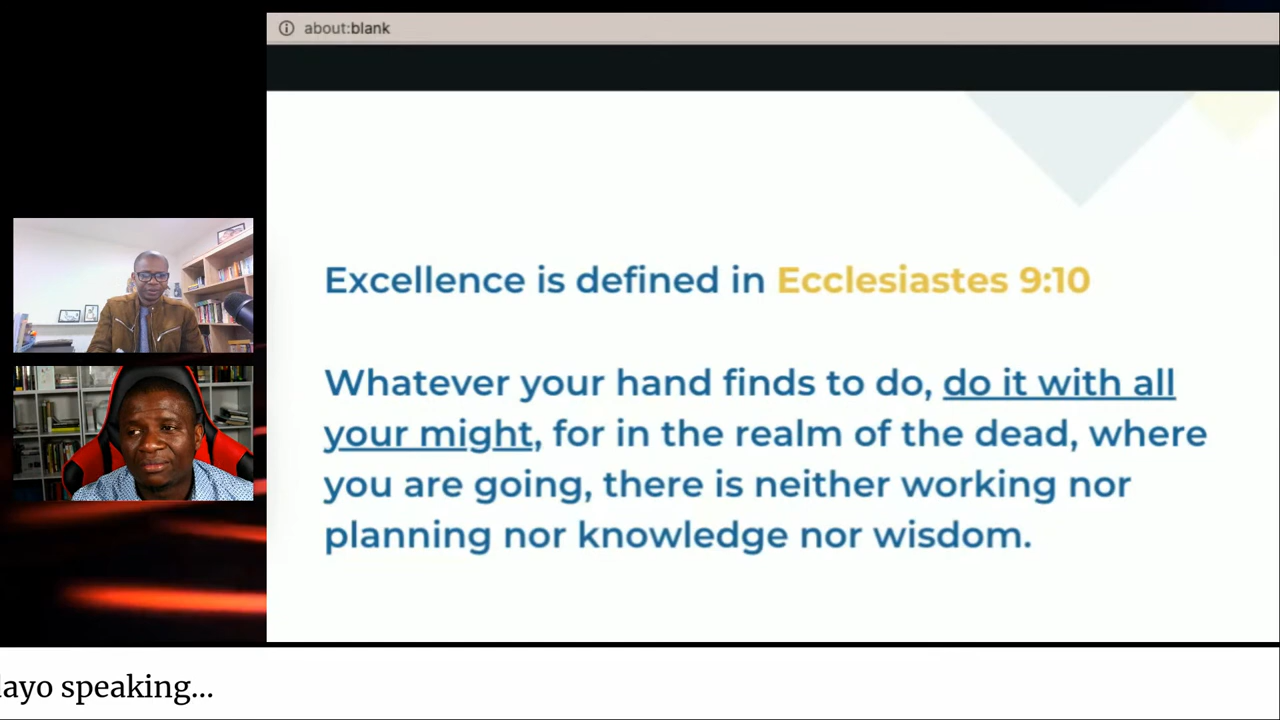 about:blank
Excellence is defined in Ecclesiastes 9:10
Whatever your hand finds to do, do it with all
your might, for in the realm of the dead, where
you are going, there is neither working nor
planning nor knowledge nor wisdom.
layo speaking...